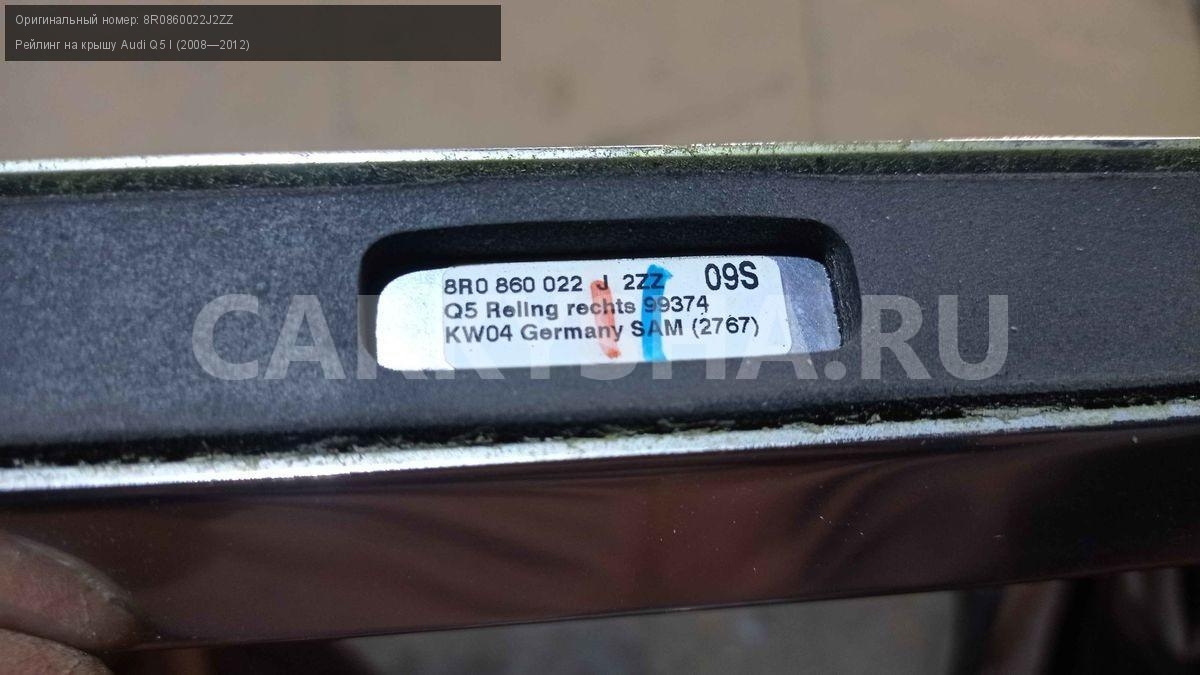 Оригинальный номер: 8R0860022J2ZZ
Рейлинг на крышу Audi Q5 I (2008—2012)
8R0 860 022 J 2ZZ 09S
Q5 Reling rechts 99374
KW04 Germany SAM (2767)
CARKRYSHA.RU